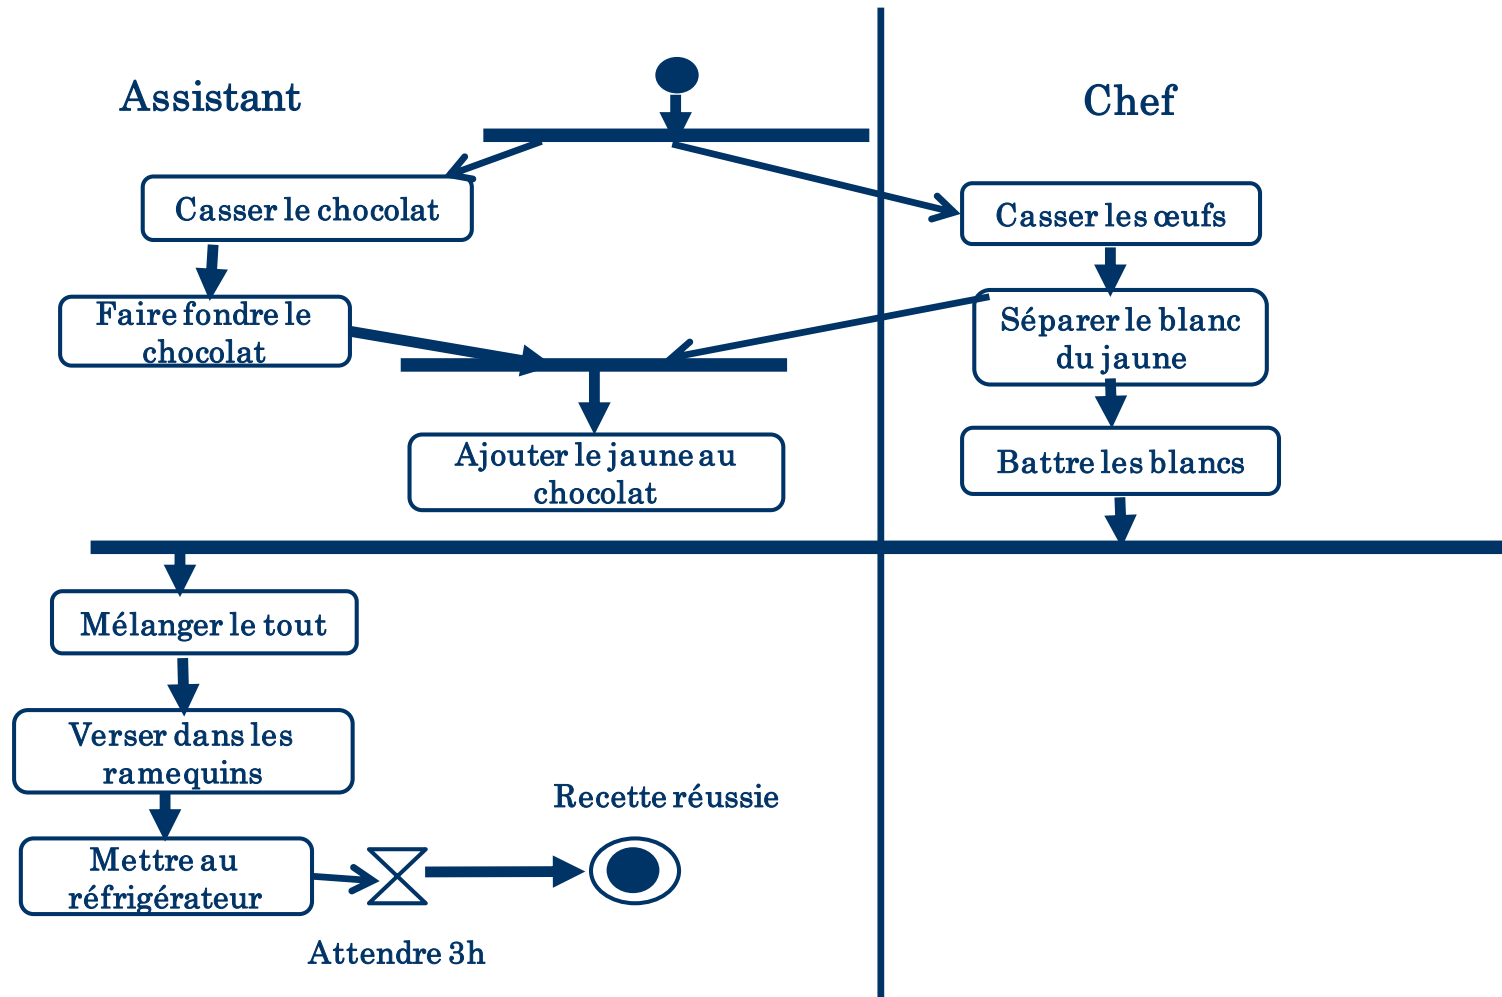 Assistant
Chef
Casser le chocolat
Casser les œufs
Faire fondre le
chocolat
Séparer le blanc
du jaune
Ajouter le jaune au
chocolat
Battre les blancs
Mélanger le tout
Verser dans les
ramequins
Recette réussie
Mettre au
réfrigérateur
Attendre 3h